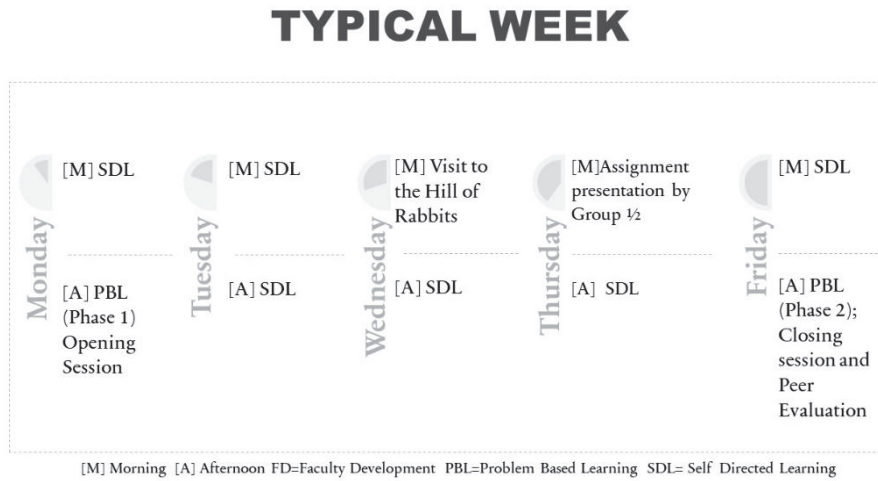 TYPICAL WEEK
Monday
[M] SDL
[A] PBL
(Phase 1)
Opening
Session
Tuesday
[M] SDL
[A] SDL
Wednesday
[M] Visit to
the Hill of
Rabbits
[A] SDL
Thursday
[M]Assignment
presentation by
Group ½
[A] SDL
Friday
[M] SDL
[A] PBL
(Phase 2);
Closing
session and
Peer
Evaluation
[M] Morning [A] Afternoon FD=Faculty Development PBL=Problem Based Learning SDL= Self Directed Learning